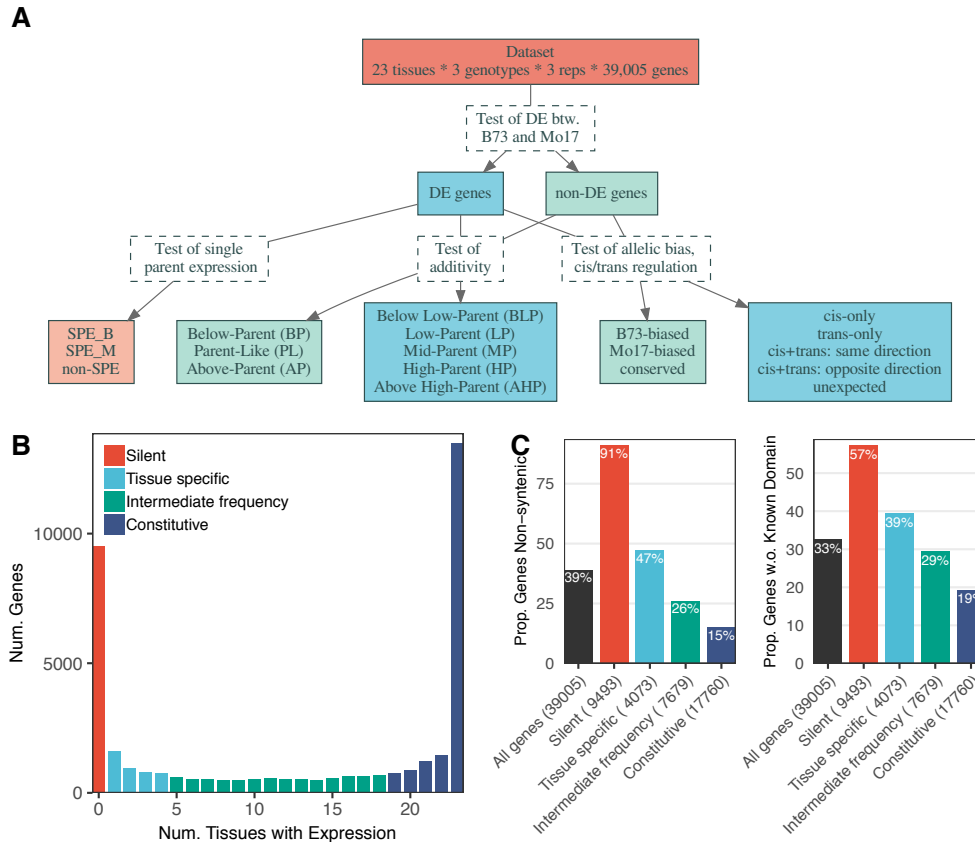 A
Dataset
23 tissues * 3 genotypes * 3 reps * 39,005 genes
Test of DE btw.
B73 and Mo17
DE genes
non-DE genes
Test of single
parent expression
Test of
additivity
Test of allelic bias,
cis/trans regulation
SPE_B
SPE_M
non-SPE
Below-Parent (BP)
Parent-Like (PL)
Above-Parent (AP)
Below Low-Parent (BLP)
Low-Parent (LP)
Mid-Parent (MP)
High-Parent (HP)
Above High-Parent (AHP)
B73-biased
Mo17-biased
conserved
cis-only
trans-only
cis+trans: same direction
cis+trans: opposite direction
unexpected
B
Silent
Tissue specific
Intermediate frequency
Constitutive
Num. Genes
10000
5000
0
0 5 10 15 20
Num. Tissues with Expression
C
Prop. Genes Non-syntenic
75
50
25
0
39%
91%
47%
26%
15%
All genes (39005)
Silent ( 9493)
Tissue specific ( 4073)
Intermediate frequency ( 7679)
Constitutive (17760)
Prop. Genes w.o. Known Domain
50
40
30
20
10
0
33%
57%
39%
29%
19%
All genes (39005)
Silent ( 9493)
Tissue specific ( 4073)
Intermediate frequency ( 7679)
Constitutive (17760)